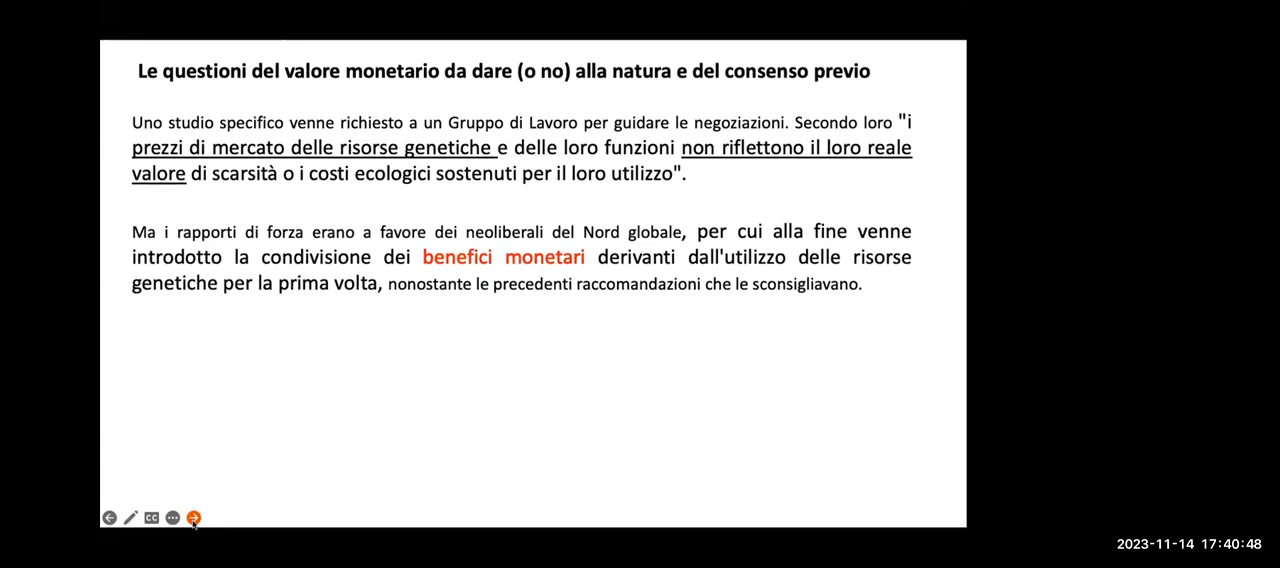 Le questioni del valore monetario da dare (o no) alla natura e del consenso previo
Uno studio specifico venne richiesto a un Gruppo di Lavoro per guidare le negoziazioni. Secondo loro "i
prezzi di mercato delle risorse genetiche e delle loro funzioni non riflettono il loro reale
valore di scarsità o i costi ecologici sostenuti per il loro utilizzo".
Ma i rapporti di forza erano a favore dei neoliberali del Nord globale, per cui alla fine venne
introdotto la condivisione dei benefici monetari derivanti dall'utilizzo delle risorse
genetiche per la prima volta, nonostante le precedenti raccomandazioni che le sconsigliavano.
CC
2023-11-14 17:40:48